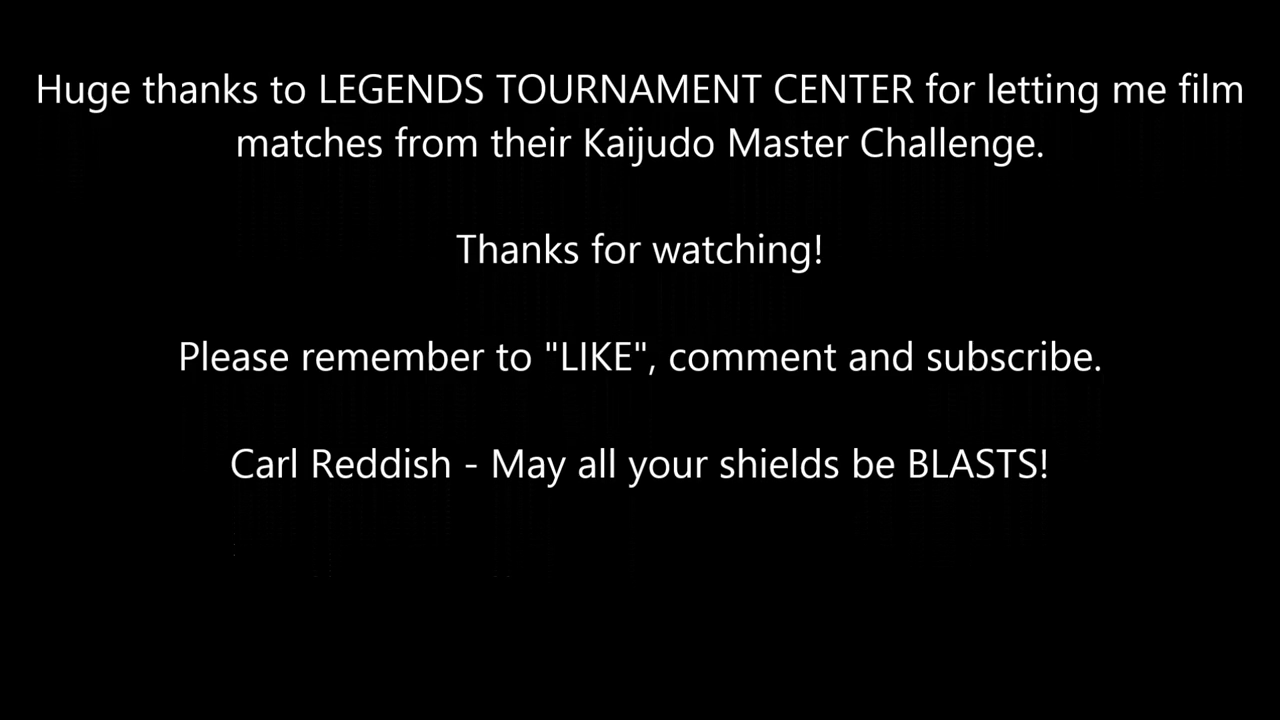 Huge thanks to LEGENDS TOURNAMENT CENTER for letting me film
matches from their Kaijudo Master Challenge.
Thanks for watching!
Please remember to "LIKE", comment and subscribe.
Carl Reddish - May all your shields be BLASTS!